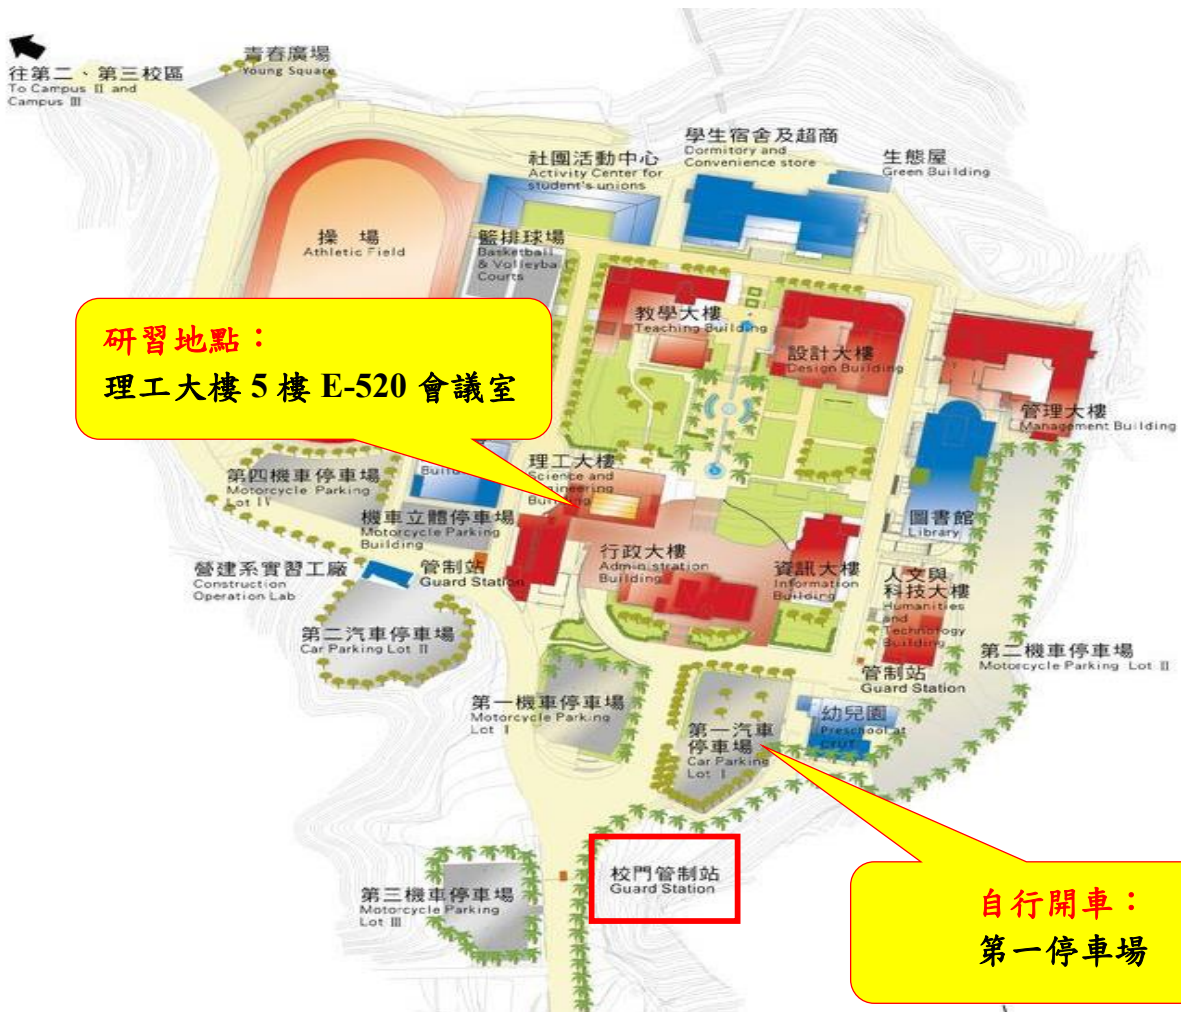 往第二、第三校區
To Campus II and
Campus III
青春廣場
Young Square
社團活動中心
Activity Center for
student's unions
學生宿舍及超商
Dormitory and
Convenience store
生態屋
Green Building
操 場
Athletic Field
籃排球場
Basketball
& Volleyball
Courts
教學大樓
Teaching Building
設計大樓
Design Building
管理大樓
Management Building
研習地點：
理工大樓 5 樓 E-520 會議室
第四機車停車場
Motorcycle Parking
Lot IV
理工大樓
Science and
Engineering
Building
機車立體停車場
Motorcycle Parking
Building
圖書館
Library
營建系實習工廠
Construction
Operation Lab
管制站
Guard Station
行政大樓
Administration
Building
資訊大樓
Information
Building
人文與
科技大樓
Humanities
and
Technology
Building
第二汽車停車場
Car Parking Lot II
第二機車停車場
Motorcycle Parking Lot II
管制站
Guard Station
第一機車停車場
Motorcycle Parking
Lot I
第一汽車
停車場
Car Parking
Lot I
幼兒園
Preschool at
第三機車停車場
Motorcycle Parking
Lot III
校門管制站
Guard Station
自行開車：
第一停車場